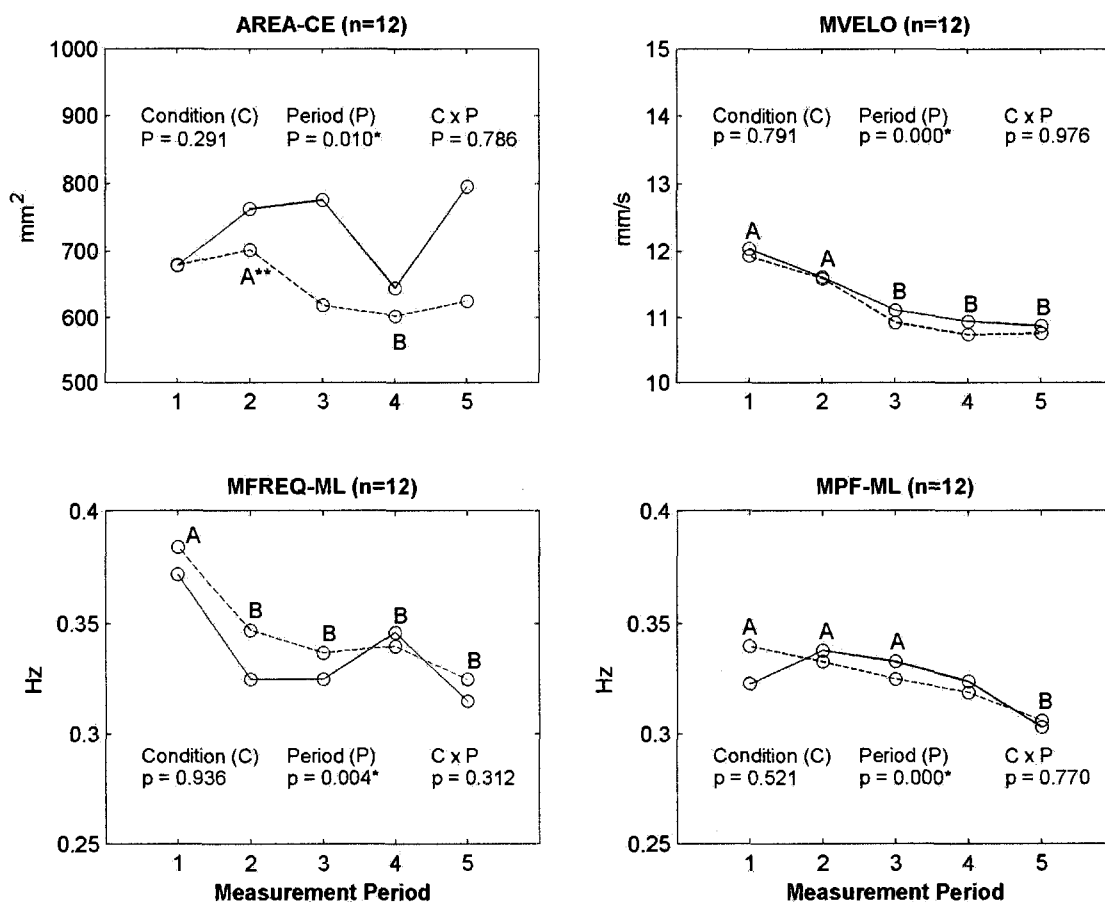 AREA-CE (n=12)
1000
900
800
700
600
500
mm2
Condition (C) Period (P) C x P
P = 0.291 P = 0.010* P = 0.786
A**
B
1 2 3 4 5
MVELO (n=12)
15
14
13
12
11
10
mm/s
Condition (C) Period (P) C x P
p = 0.791 p = 0.000* p = 0.976
A
A
B
B
B
1 2 3 4 5
MFREQ-ML (n=12)
0.4
0.35
0.3
0.25
Hz
A
B
B
B
B
Condition (C) Period (P) C x P
p = 0.936 p = 0.004* p = 0.312
1 2 3 4 5
Measurement Period
MPF-ML (n=12)
0.4
0.35
0.3
0.25
Hz
A
A
A
B
Condition (C) Period (P) C x P
p = 0.521 p = 0.000* p = 0.770
1 2 3 4 5
Measurement Period